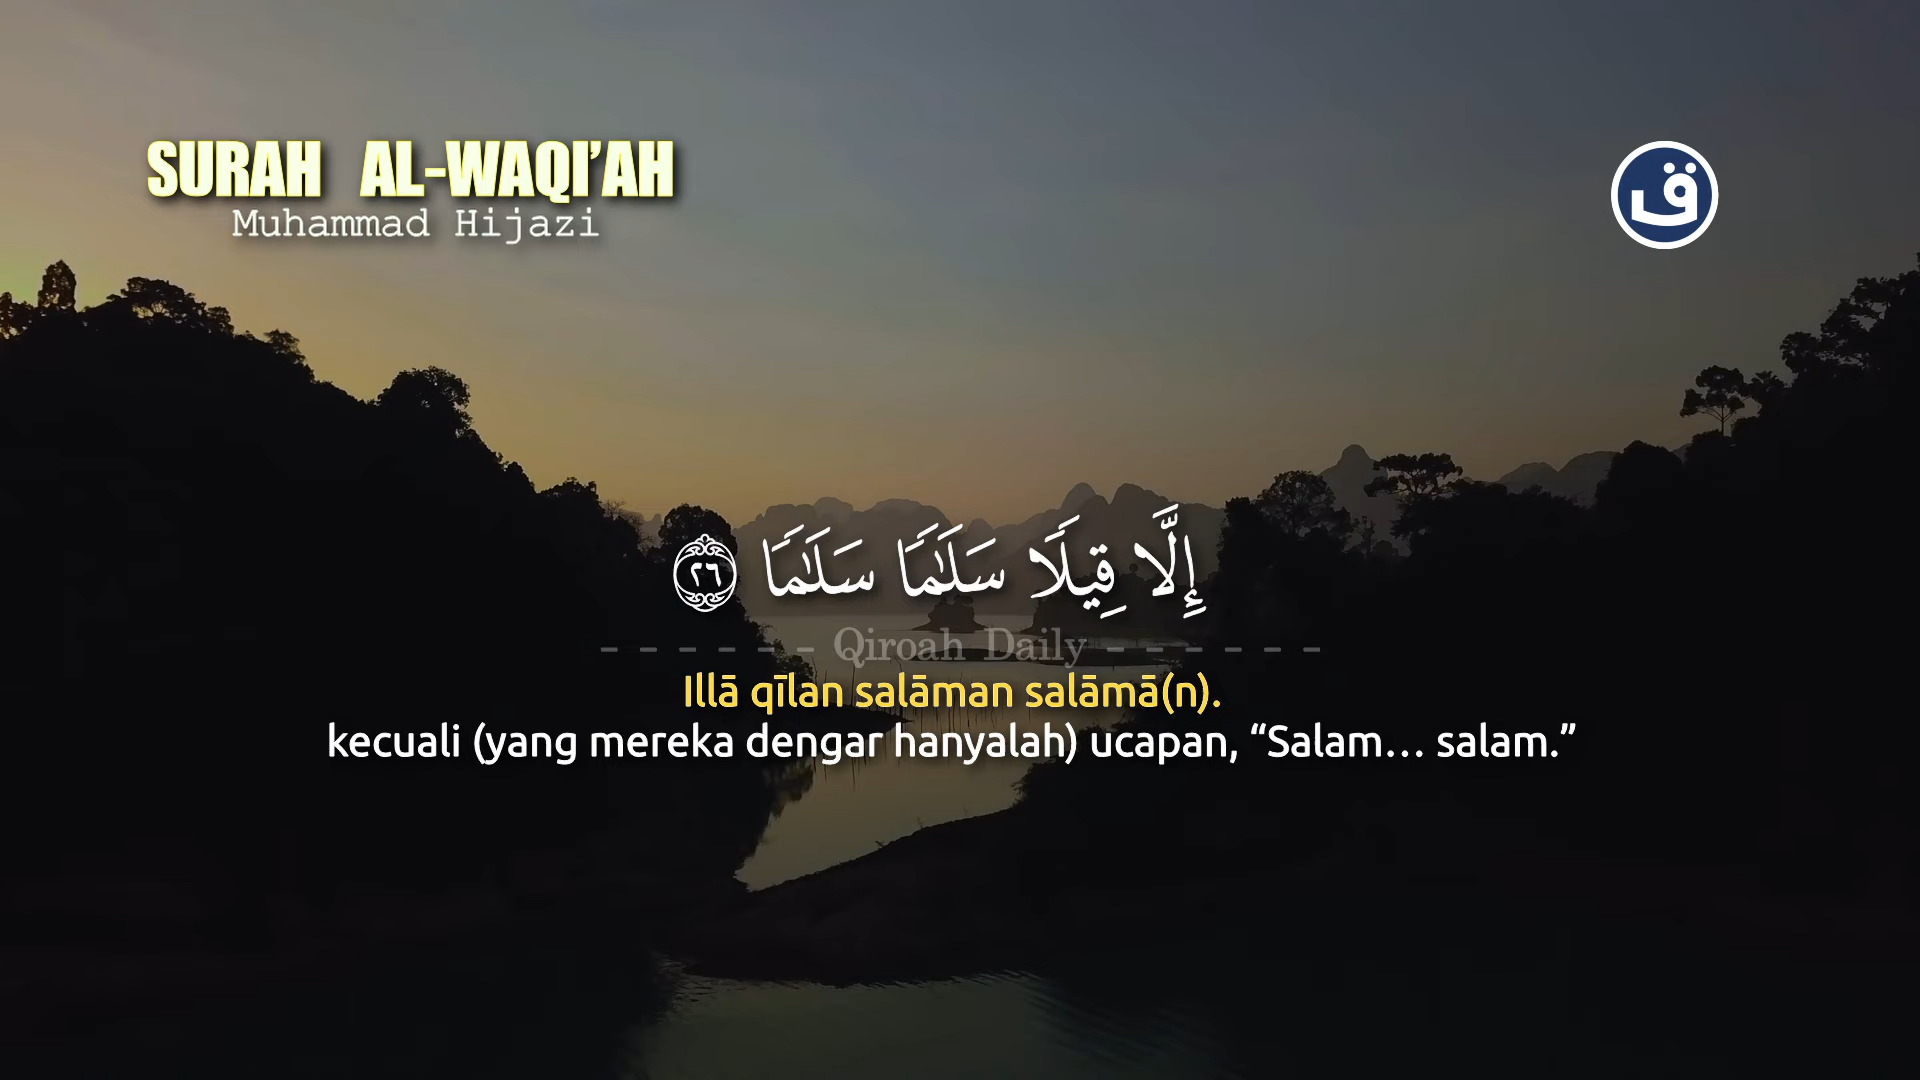 SURAH AL-WAQI’AH
Muhammad Hijazi
ق
إِلَّا قِيلًا سَلَٰمًا سَلَٰمًا ٢٦
- - - - - - Qiroah Daily - - - - - -
Illā qīlan salāman salāmā(n).
kecuali (yang mereka dengar hanyalah) ucapan, “Salam… salam.”